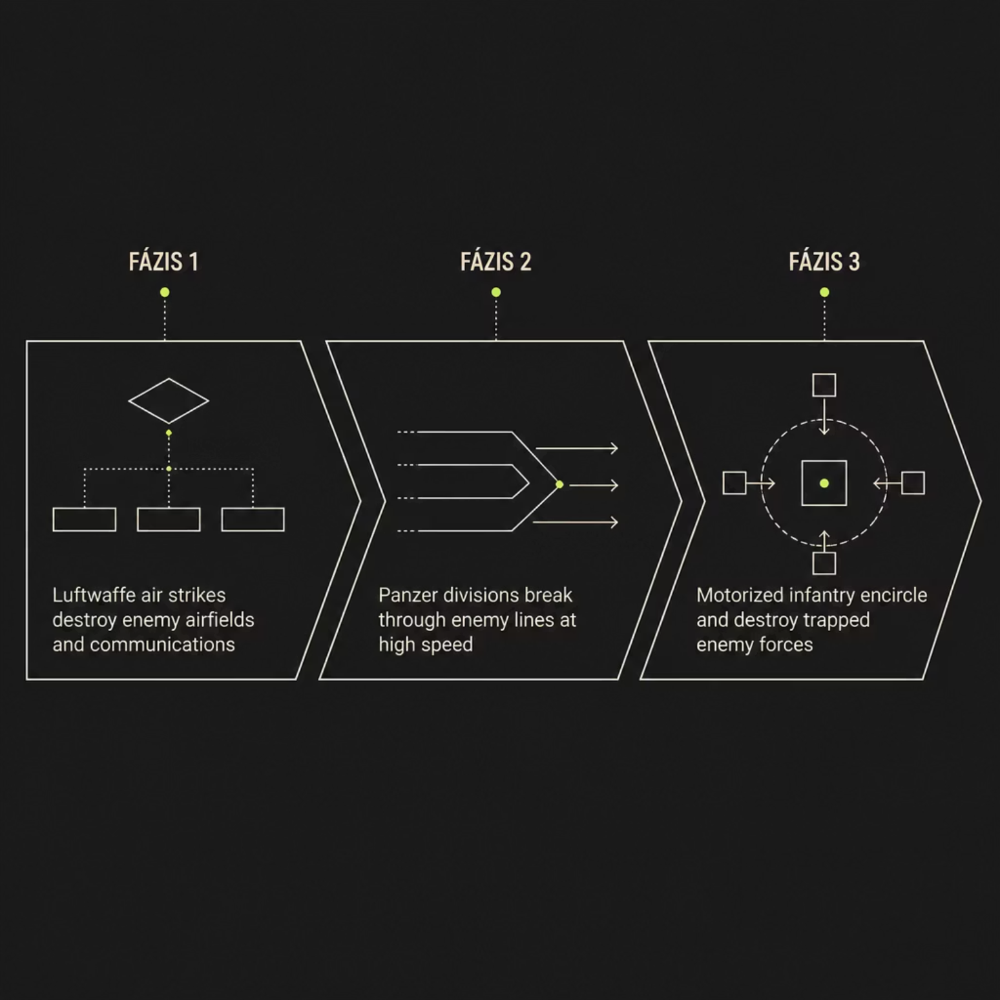 FÁZIS 1
FÁZIS 2
FÁZIS 3
Luftwaffe air strikes
destroy enemy airfields
and communications
Panzer divisions break
through enemy lines at
high speed
Motorized infantry encircle
and destroy trapped
enemy forces